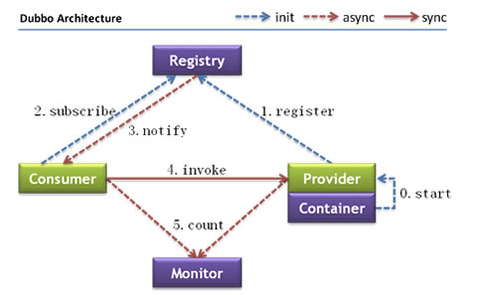 Dubbo Architecture
init
async
sync
Registry
2. subscribe
1. register
3. notify
4. invoke
Consumer
Provider
Container
0. start
5. count
Monitor